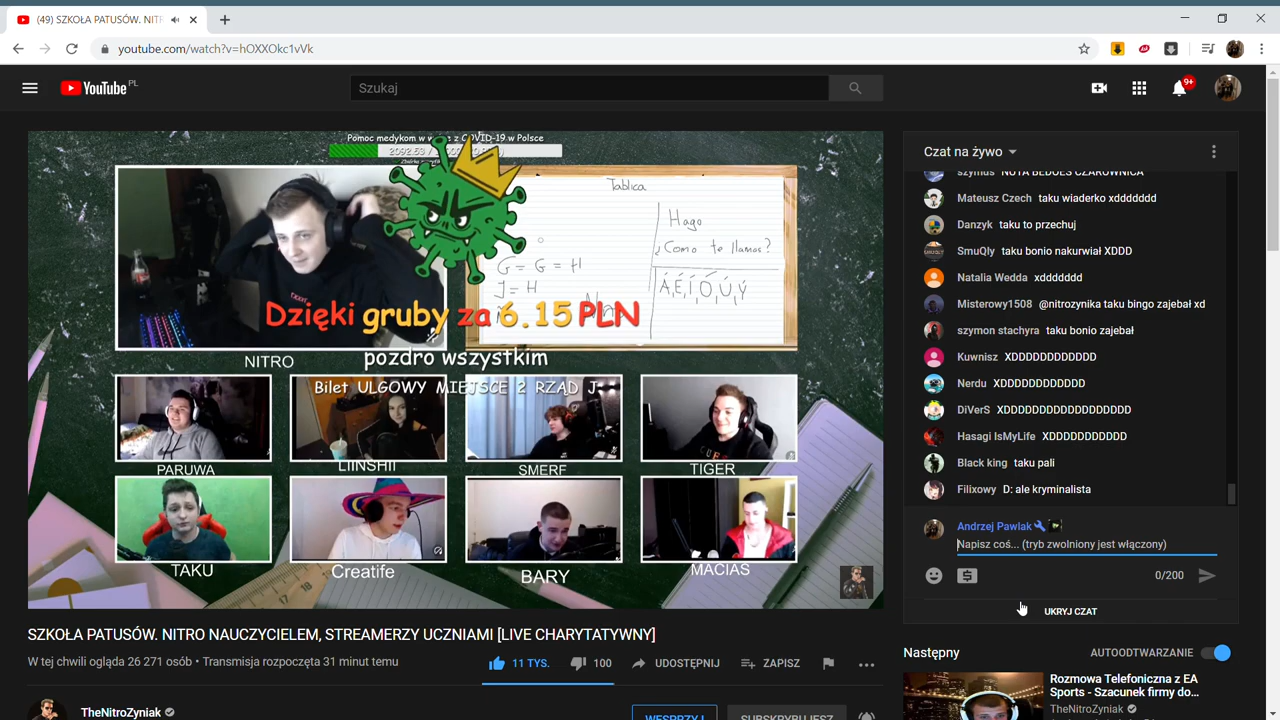 (49) SZKOŁA PATUSÓW. NITR
youtube.com/watch?v=hOXXOkc1vVk
YouTube PL
Szukaj
9+
Pomoc medykom w walce z COVID-19 w Polsce
2092.53 /
Tablica
Hago
¿Como te llamas?
G = G = H
J = H
Á, É, Í, Ó, Ú, Ý
Dzięki gruby za 6.15 PLN
pozdro wszystkim
Bilet ULGOWY MIEJSCE 2 RZĄD J
NITRO
PARUWA
LIINSHII
SMERF
TIGER
TAKU
Creatife
BARY
MACIAS
SZKOŁA PATUSÓW. NITRO NAUCZYCIELEM, STREAMERZY UCZNIAMI [LIVE CHARYTATYWNY]
W tej chwili ogląda 26 271 osób • Transmisja rozpoczęta 31 minut temu
11 TYS.
100
UDOSTĘPNIJ
ZAPISZ
TheNitroZyniak
WESPRZYJ
SUBSKRYBUJESZ
Czat na żywo
szymus NUTA BEDOES CZAROWNICA
Mateusz Czech taku wiaderko xddddddd
Danzyk taku to przechuj
SmuQly taku bonio nakurwiał XDDD
Natalia Wedda xddddddd
Misterowy1508 @nitrozynika taku bingo zajebał xd
szymon stachyra taku bonio zajebał
Kuwnisz XDDDDDDDDDDDD
Nerdu XDDDDDDDDDDDD
DiVerS XDDDDDDDDDDDDDDDDDD
Hasagi IsMyLife XDDDDDDDDDDD
Black king taku pali
Filixowy D: ale kryminalista
Andrzej Pawlak
Napisz coś... (tryb zwolniony jest włączony)
0/200
UKRYJ CZAT
Następny
AUTOODTWARZANIE
Rozmowa Telefoniczna z EA
Sports - Szacunek firmy do...
TheNitroZyniak